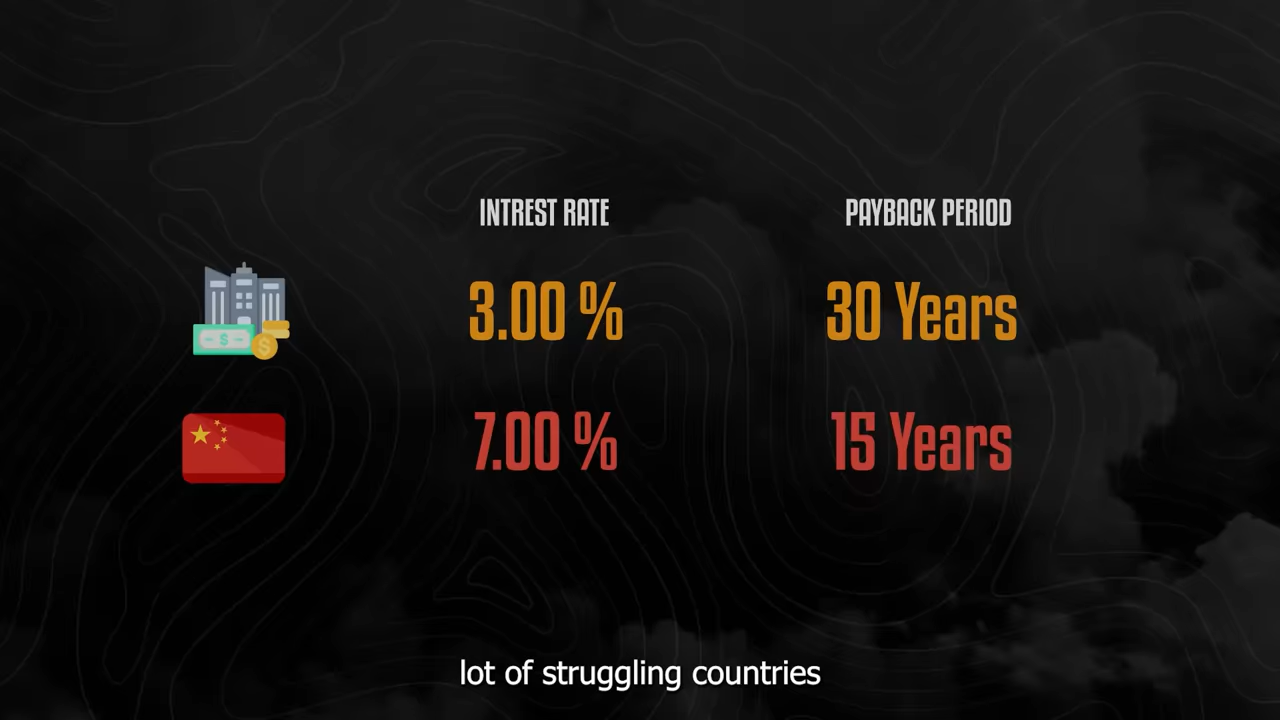 INTREST RATE PAYBACK PERIOD
3.00 % 30 Years
7.00 % 15 Years
lot of struggling countries